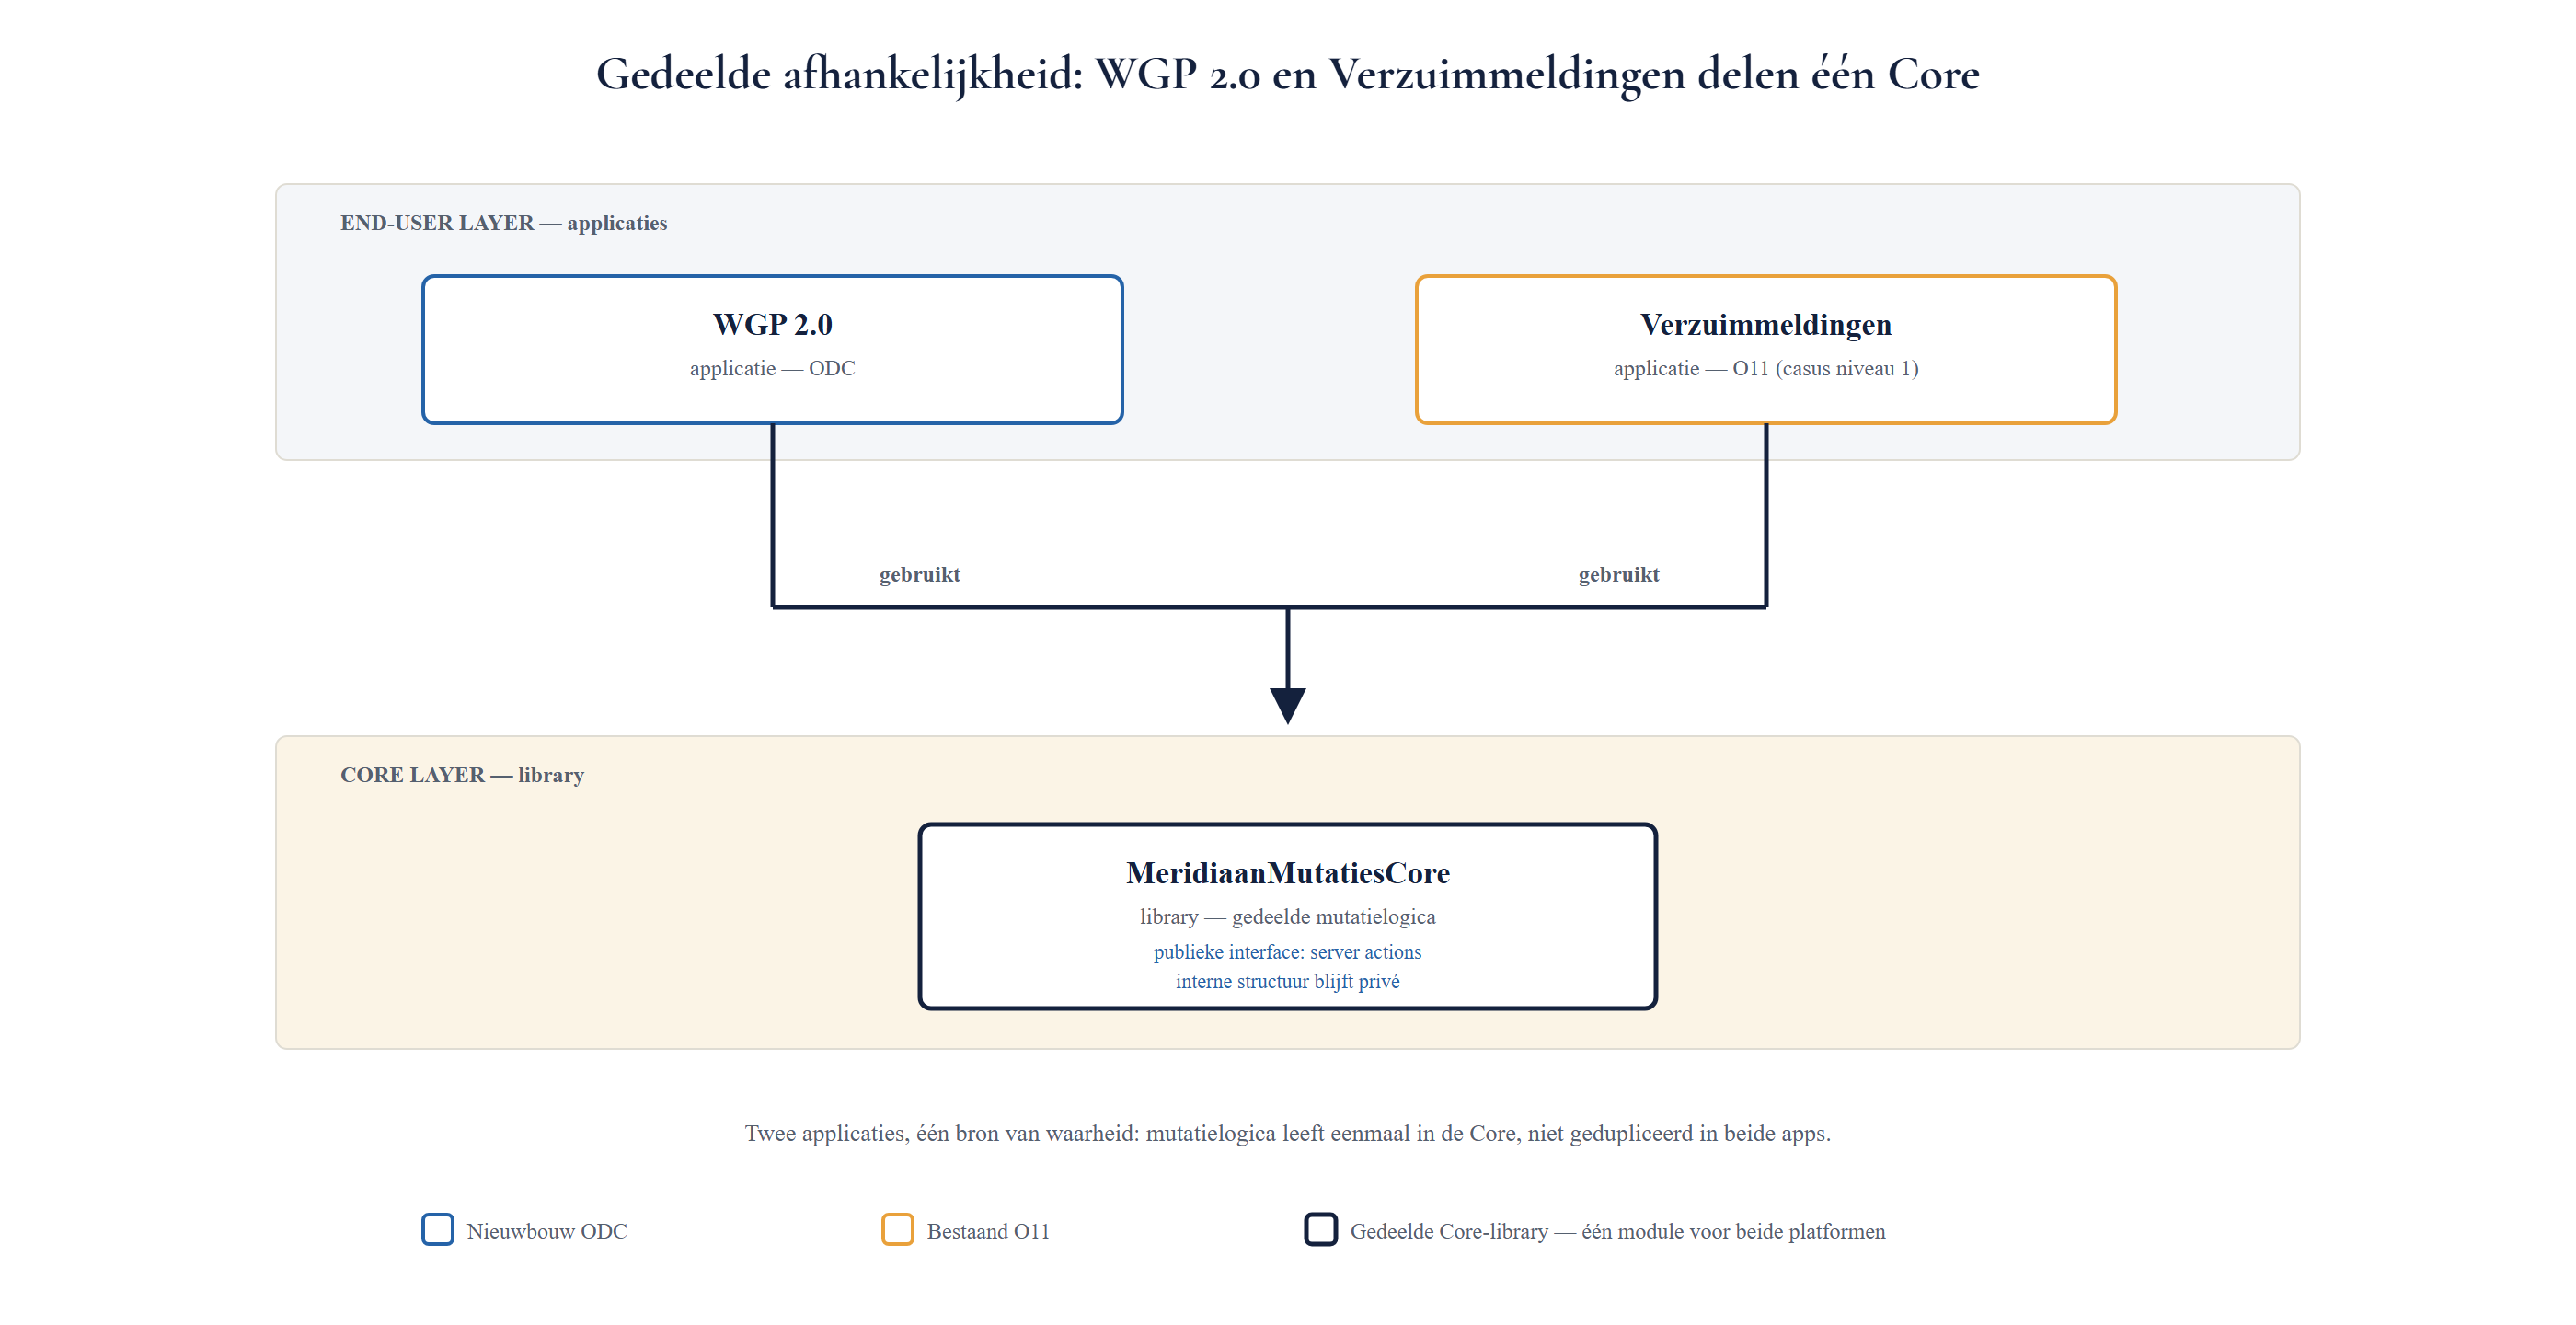 Gedeelde afhankelijkheid: WGP 2.0 en Verzuimmeldingen delen één Core
END-USER LAYER — applicaties
WGP 2.0
applicatie — ODC
Verzuimmeldingen
applicatie — O11 (casus niveau 1)
gebruikt
gebruikt
CORE LAYER — library
MeridiaanMutatiesCore
library — gedeelde mutatielogica
publieke interface: server actions
interne structuur blijft privé
Twee applicaties, één bron van waarheid: mutatielogica leeft eenmaal in de Core, niet gedupliceerd in beide apps.
Nieuwbouw ODC
Bestaand O11
Gedeelde Core-library — één module voor beide platformen